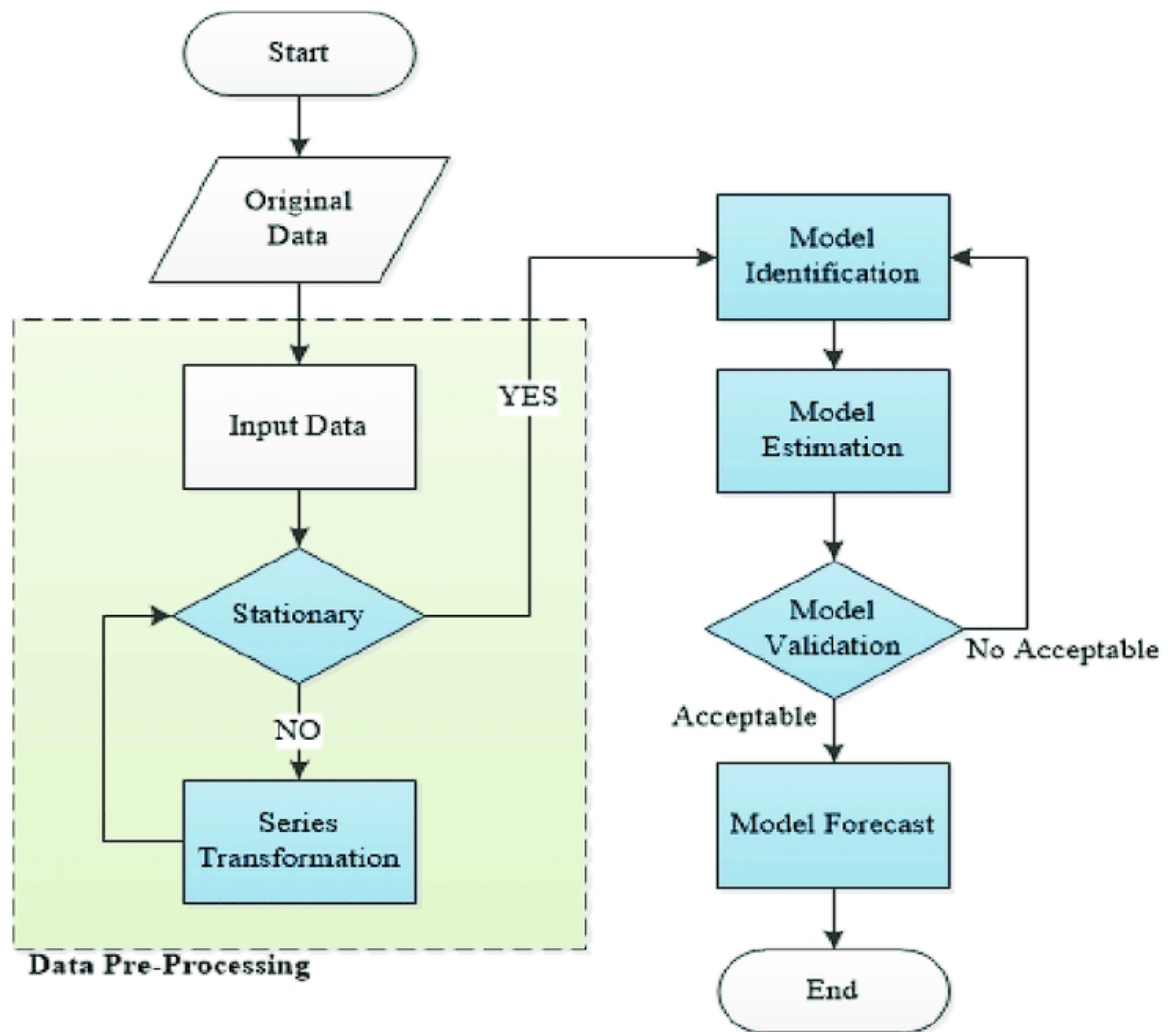 Start
Original
Data
Input Data
YES
Stationary
NO
Series
Transformation
Data Pre-Processing
Model
Identification
Model
Estimation
Model
Validation
No Acceptable
Acceptable
Model Forecast
End